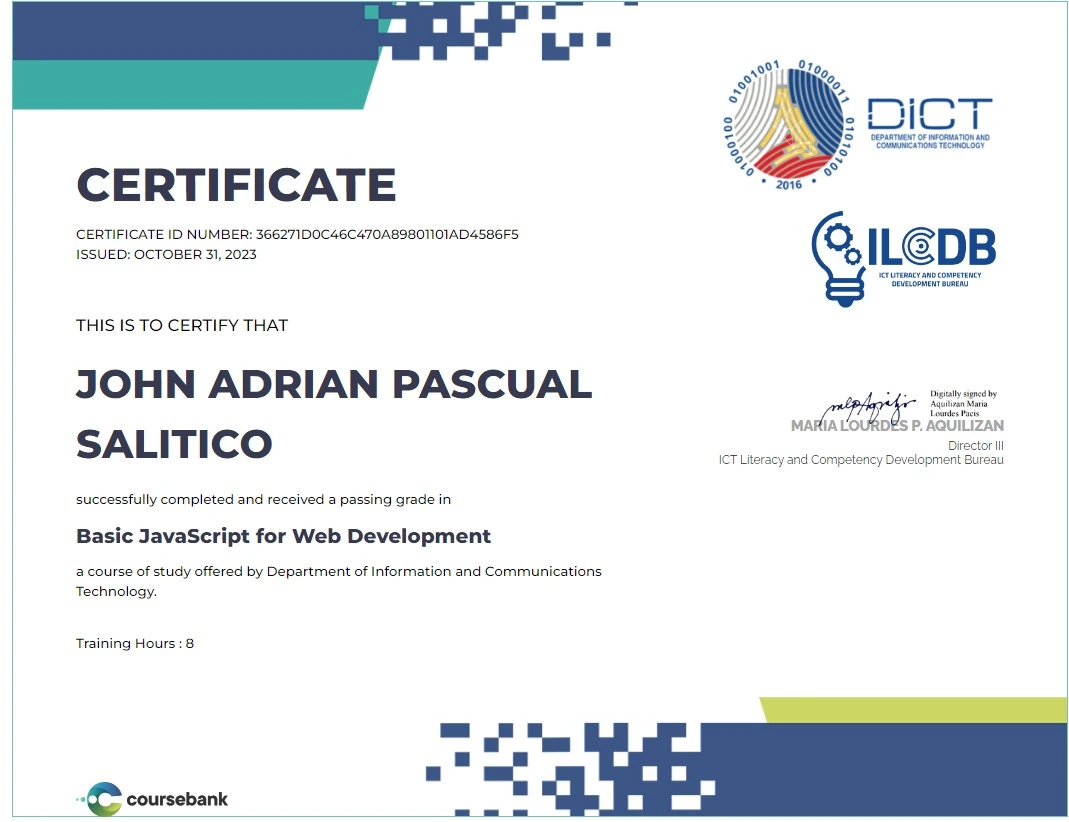 CERTIFICATE
CERTIFICATE ID NUMBER: 366271D0C46C470A89801101AD4586F5
ISSUED: OCTOBER 31, 2023
THIS IS TO CERTIFY THAT
JOHN ADRIAN PASCUAL
SALITICO
successfully completed and received a passing grade in
Basic JavaScript for Web Development
a course of study offered by Department of Information and Communications
Technology.
Training Hours : 8
coursebank
01000100 01001001 01000011 01010100
• 2016 •
DICT
DEPARTMENT OF INFORMATION AND
COMMUNICATIONS TECHNOLOGY
ILCDB
ICT LITERACY AND COMPETENCY
DEVELOPMENT BUREAU
Digitally signed by
Aquilizan Maria
Lourdes Pacis
MARIA LOURDES P. AQUILIZAN
Director III
ICT Literacy and Competency Development Bureau